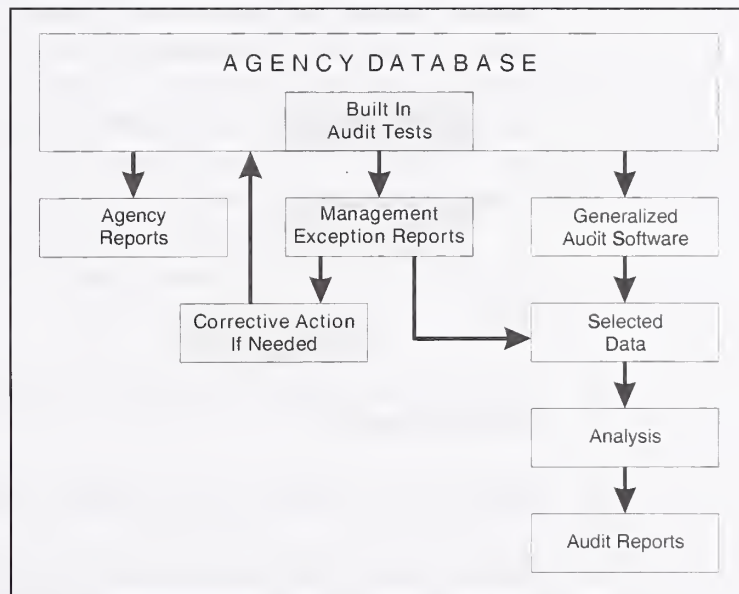 AGENCY DATABASE
Built In
Audit Tests
Agency
Reports
Management
Exception Reports
Generalized
Audit Software
Corrective Action
If Needed
Selected
Data
Analysis
Audit Reports